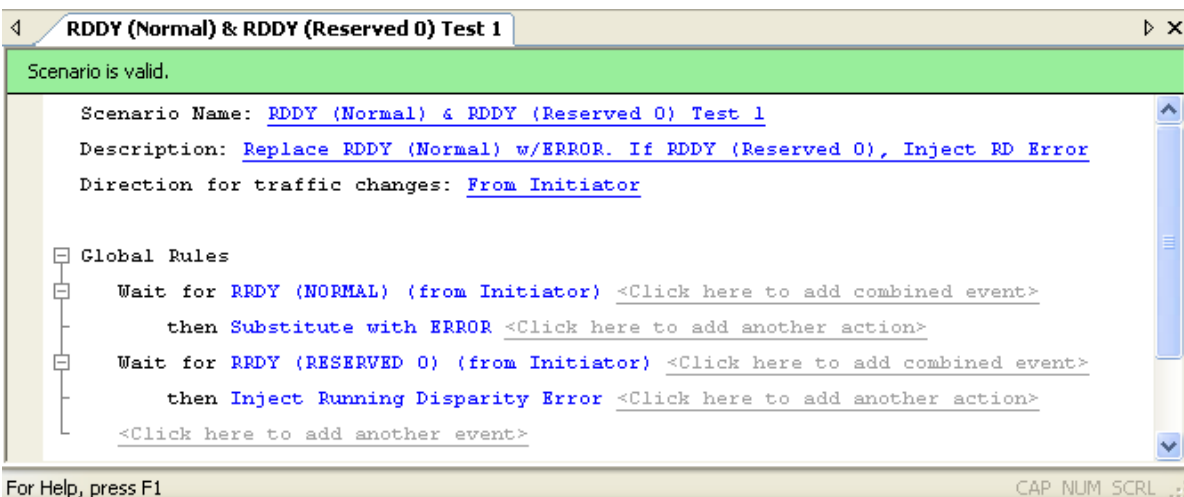 RDDY (Normal) & RDDY (Reserved 0) Test 1
Scenario is valid.
Scenario Name: RDDY (Normal) & RDDY (Reserved 0) Test 1
Description: Replace RDDY (Normal) w/ERROR. If RDDY (Reserved 0), Inject RD Error
Direction for traffic changes: From Initiator
Global Rules
Wait for RRDY (NORMAL) (from Initiator) <Click here to add combined event>
then Substitute with ERROR <Click here to add another action>
Wait for RRDY (RESERVED 0) (from Initiator) <Click here to add combined event>
then Inject Running Disparity Error <Click here to add another action>
<Click here to add another event>
For Help, press F1 CAP NUM SCRL